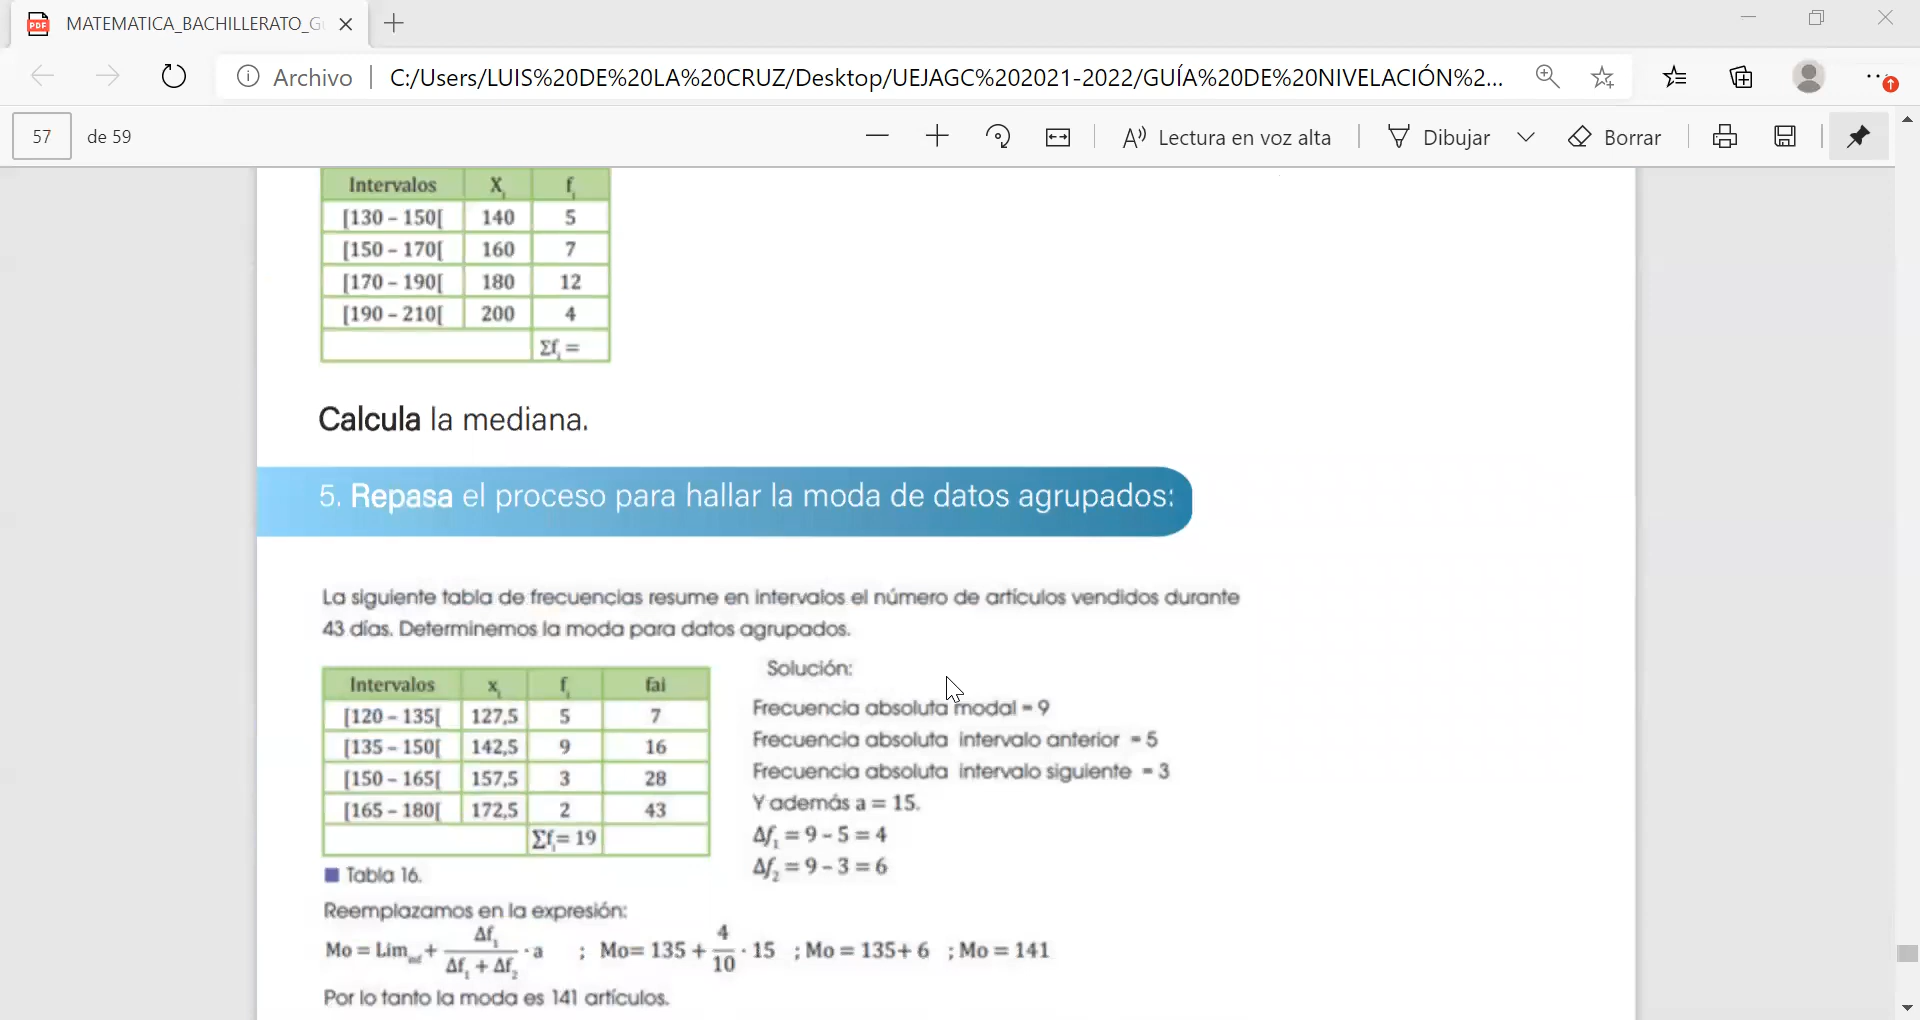 MATEMATICA_BACHILLERATO_G
Archivo
C:/Users/LUIS%20DE%20LA%20CRUZ/Desktop/UEJAGC%202021-2022/GUÍA%20DE%20NIVELACIÓN%2...
57 de 59
Lectura en voz alta
Dibujar
Borrar
Intervalos Xi fi
[130 – 150[ 140 5
[150 – 170[ 160 7
[170 – 190[ 180 12
[190 – 210[ 200 4
Σfi =
Calcula la mediana.
5. Repasa el proceso para hallar la moda de datos agrupados:
La siguiente tabla de frecuencias resume en intervalos el número de artículos vendidos durante
43 días. Determinemos la moda para datos agrupados.
Intervalos xi fi fai
[120 – 135[ 127,5 5 7
[135 – 150[ 142,5 9 16
[150 – 165[ 157,5 3 28
[165 – 180[ 172,5 2 43
Σfi = 19
Tabla 16.
Solución:
Frecuencia absoluta modal = 9
Frecuencia absoluta intervalo anterior = 5
Frecuencia absoluta intervalo siguiente = 3
Y además a = 15.
Δf1 = 9 – 5 = 4
Δf2 = 9 – 3 = 6
Reemplazamos en la expresión:
Mo = Liminf + Δf1 / (Δf1 + Δf2) · a ; Mo= 135 + 4/10 · 15 ; Mo = 135+ 6 ; Mo = 141
Por lo tanto la moda es 141 artículos.